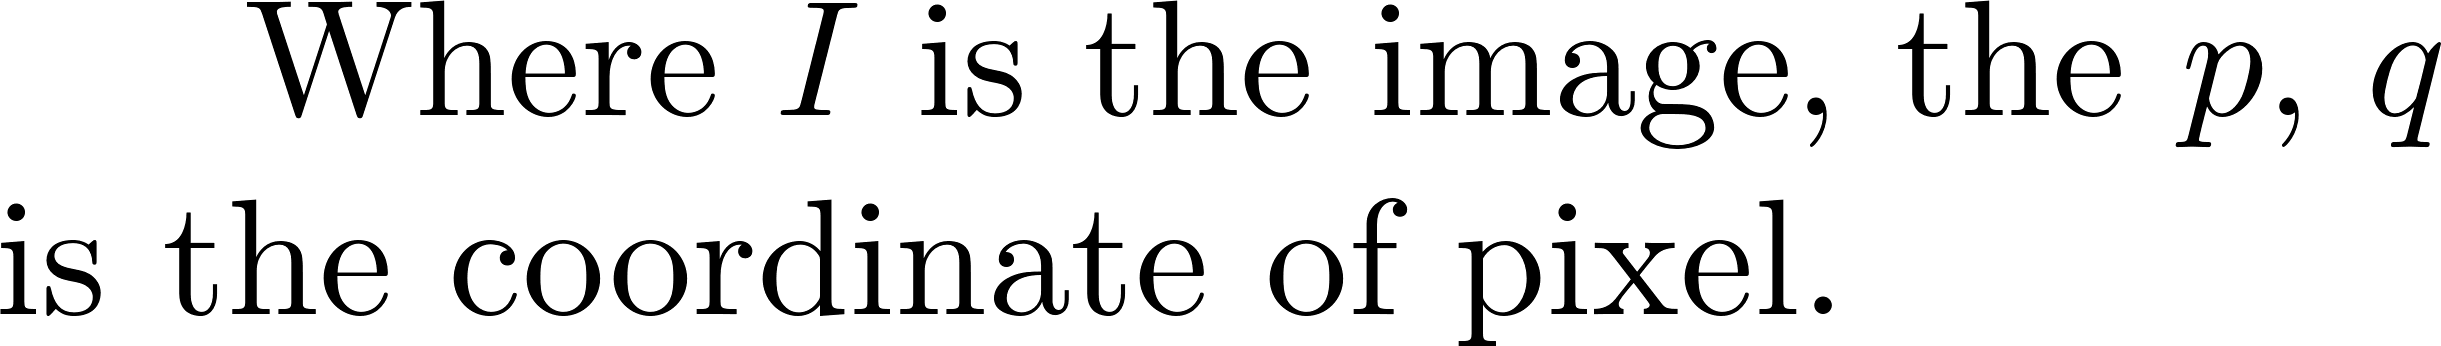 Where I is the image, the p, q
is the coordinate of pixel.